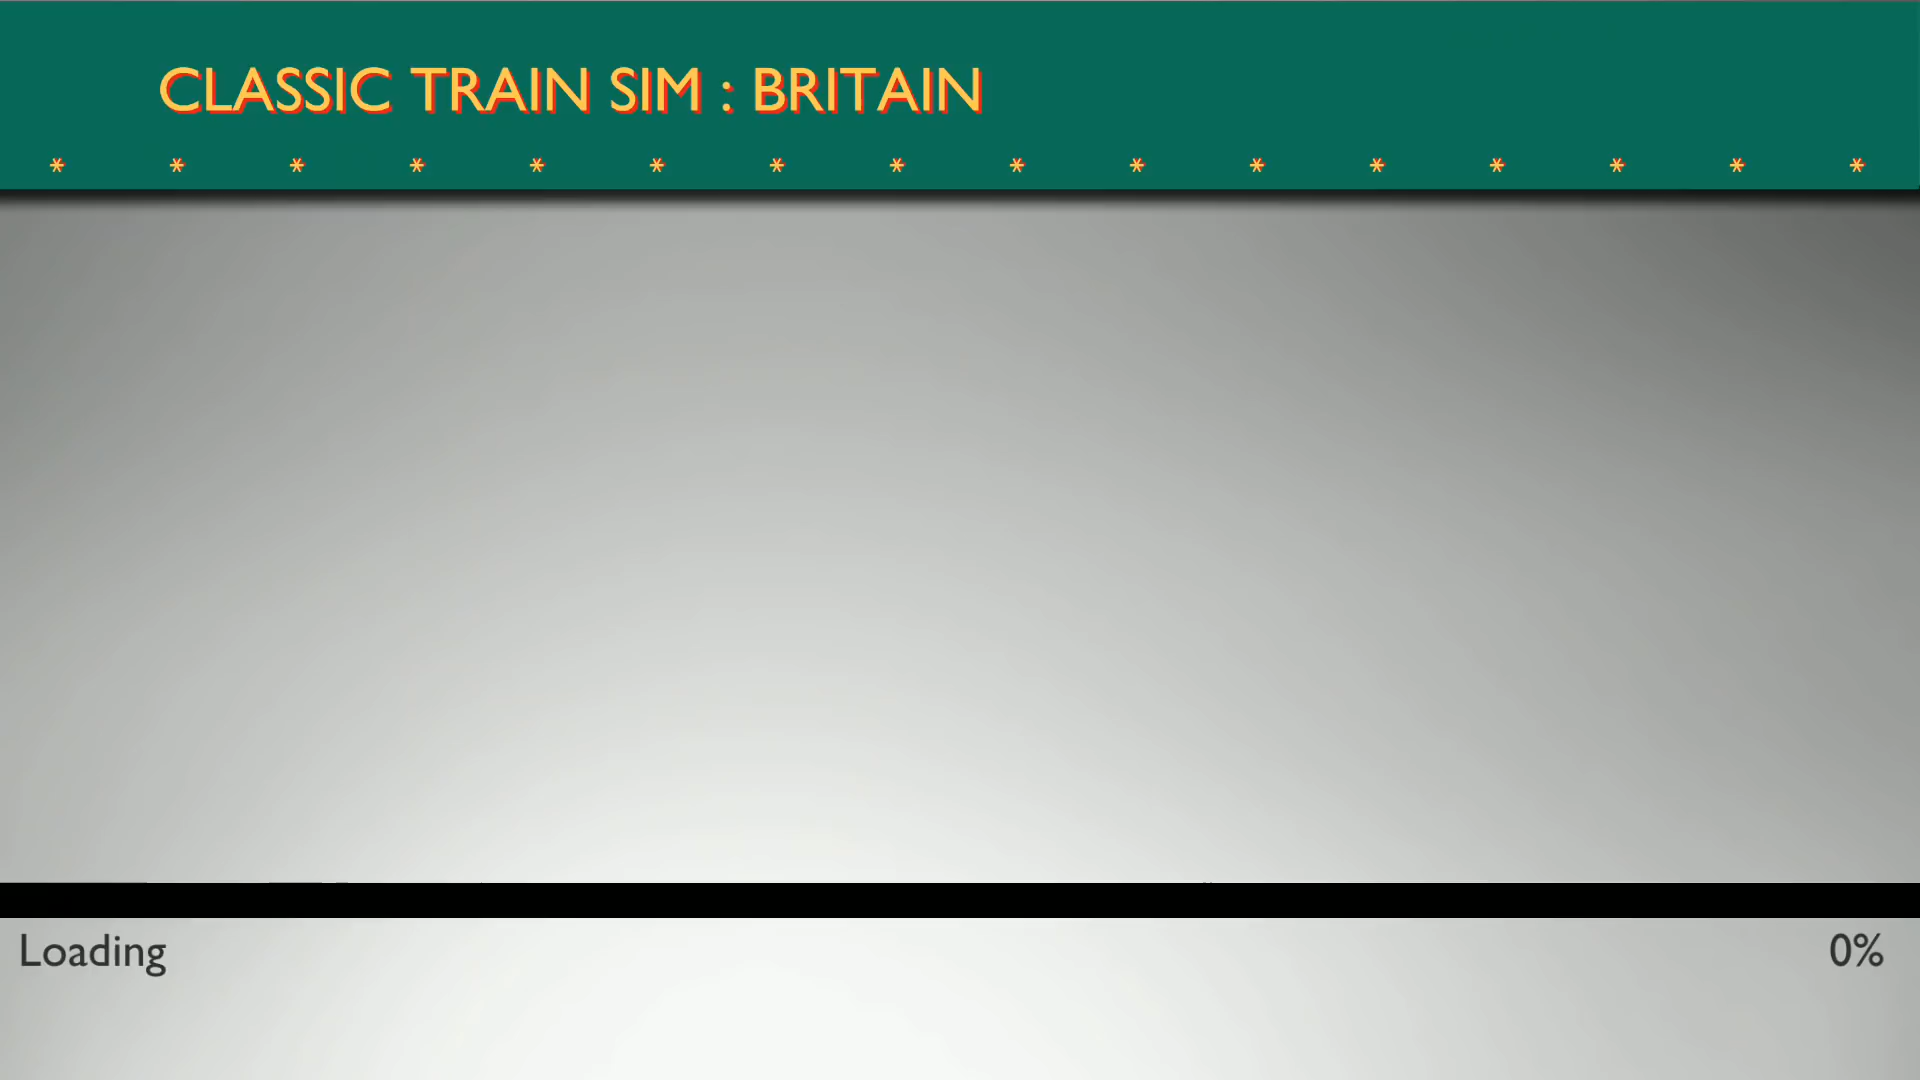 CLASSIC TRAIN SIM : BRITAIN
* * * * * * * * * * * * * * * *
Loading
0%